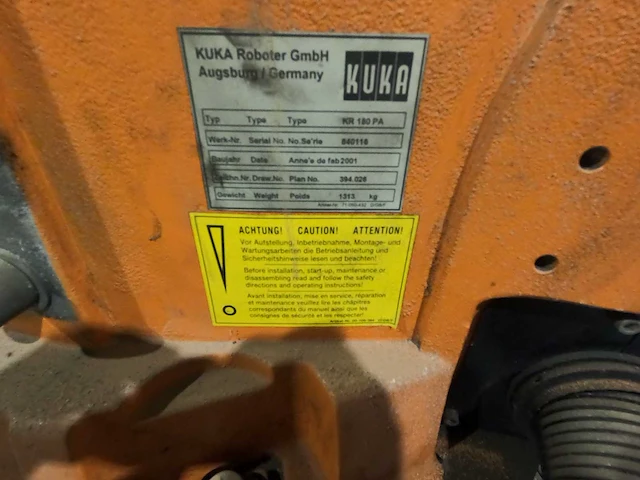 KUKA Roboter GmbH
Augsburg / Germany
KUKA
Typ Type Type KR 180 PA
Werk-Nr. Serial No. No.Se'rie 840116
Baujahr Date Anne'e de fab 2001
Zeichn.Nr. Draw.No. Plan No. 394.026
Gewicht Weight Poids 1313 kg
ACHTUNG! CAUTION! ATTENTION!
Vor Aufstellung, Inbetriebnahme, Montage- und
Wartungsarbeiten die Betriebsanleitung und
Sicherheitshinweise lesen und beachten!
Before installation, start-up, maintenance or
disassembling read and follow the safety
directions and operating instructions!
Avant installation, mise en service, réparation
et maintenance veuillez lire les châpitres
correspondants du manuel ainsi que les
consignes de sécurité et les respecter!